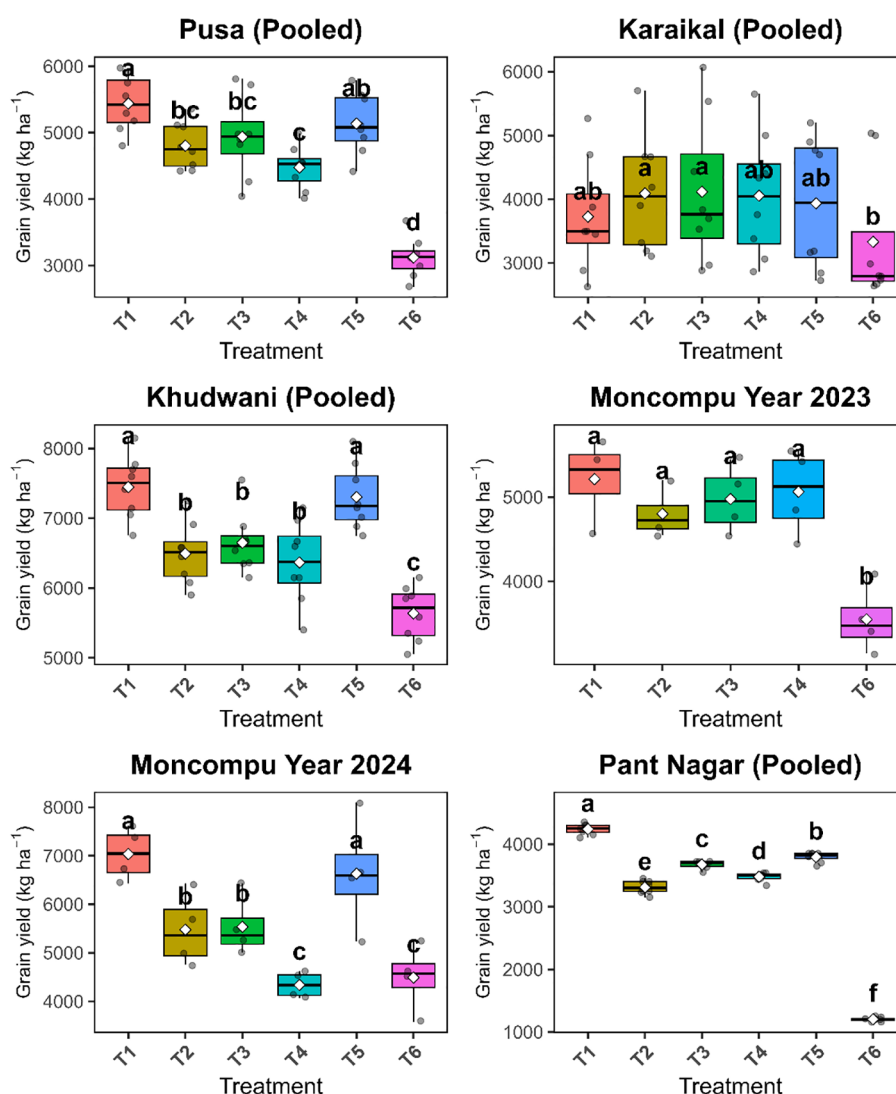 Pusa (Pooled)
Grain yield (kg ha⁻¹)
6000
5000
4000
3000
a
bc
bc
c
ab
d
T1
T2
T3
T4
T5
T6
Treatment
Karaikal (Pooled)
Grain yield (kg ha⁻¹)
6000
5000
4000
3000
ab
a
a
ab
ab
b
T1
T2
T3
T4
T5
T6
Treatment
Khudwani (Pooled)
Grain yield (kg ha⁻¹)
8000
7000
6000
5000
a
b
b
b
a
c
T1
T2
T3
T4
T5
T6
Treatment
Moncompu Year 2023
Grain yield (kg ha⁻¹)
5000
4000
a
a
a
a
b
T1
T2
T3
T4
T6
Treatment
Moncompu Year 2024
Grain yield (kg ha⁻¹)
8000
7000
6000
5000
4000
a
b
b
c
a
c
T1
T2
T3
T4
T5
T6
Treatment
Pant Nagar (Pooled)
Grain yield (kg ha⁻¹)
4000
3000
2000
1000
a
e
c
d
b
f
T1
T2
T3
T4
T5
T6
Treatment